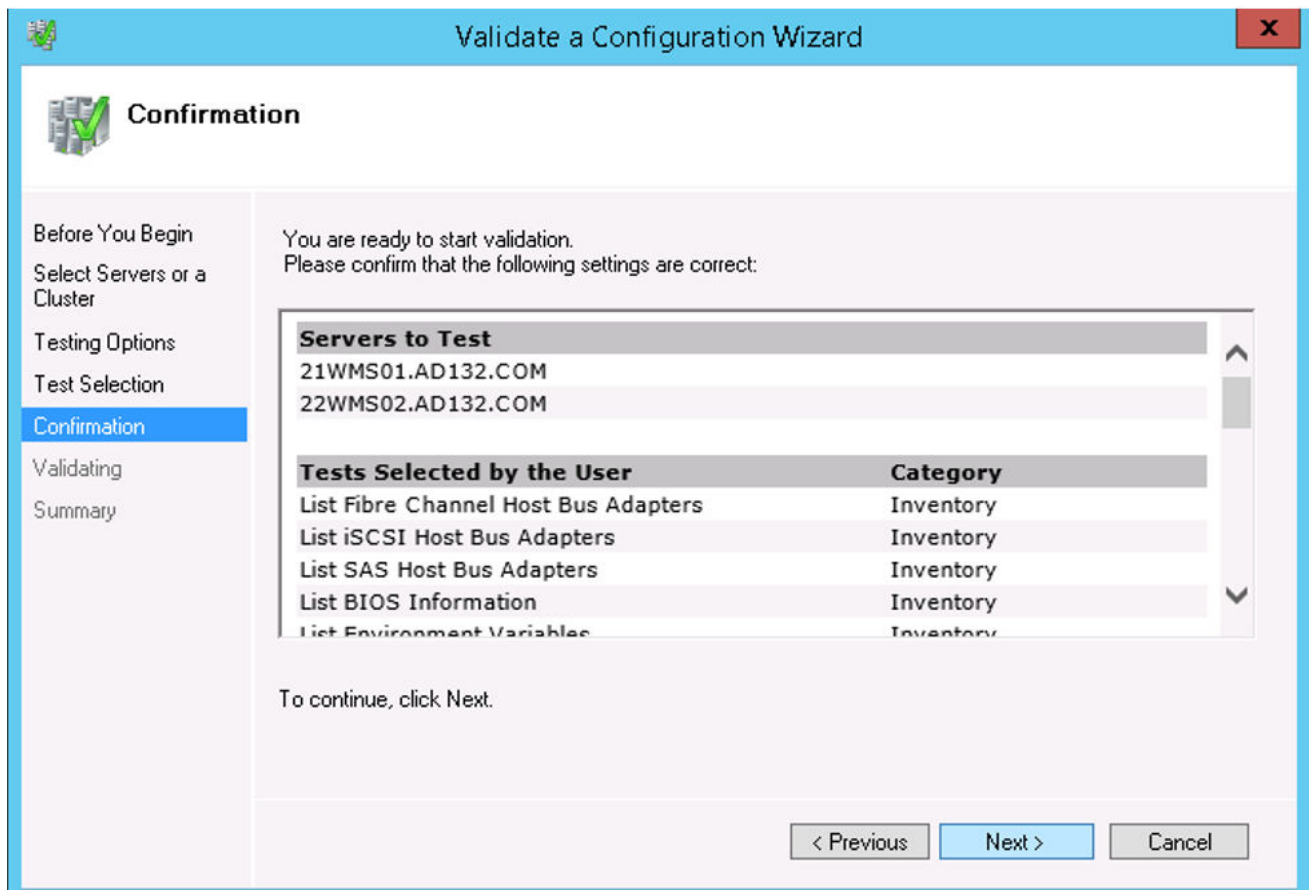 Validate a Configuration Wizard
x
Confirmation
Before You Begin
Select Servers or a
Cluster
Testing Options
Test Selection
Confirmation
Validating
Summary
You are ready to start validation.
Please confirm that the following settings are correct:
Servers to Test
21WMS01.AD132.COM
22WMS02.AD132.COM
Tests Selected by the User Category
List Fibre Channel Host Bus Adapters Inventory
List iSCSI Host Bus Adapters Inventory
List SAS Host Bus Adapters Inventory
List BIOS Information Inventory
List Environment Variables Inventory
To continue, click Next.
< Previous Next > Cancel